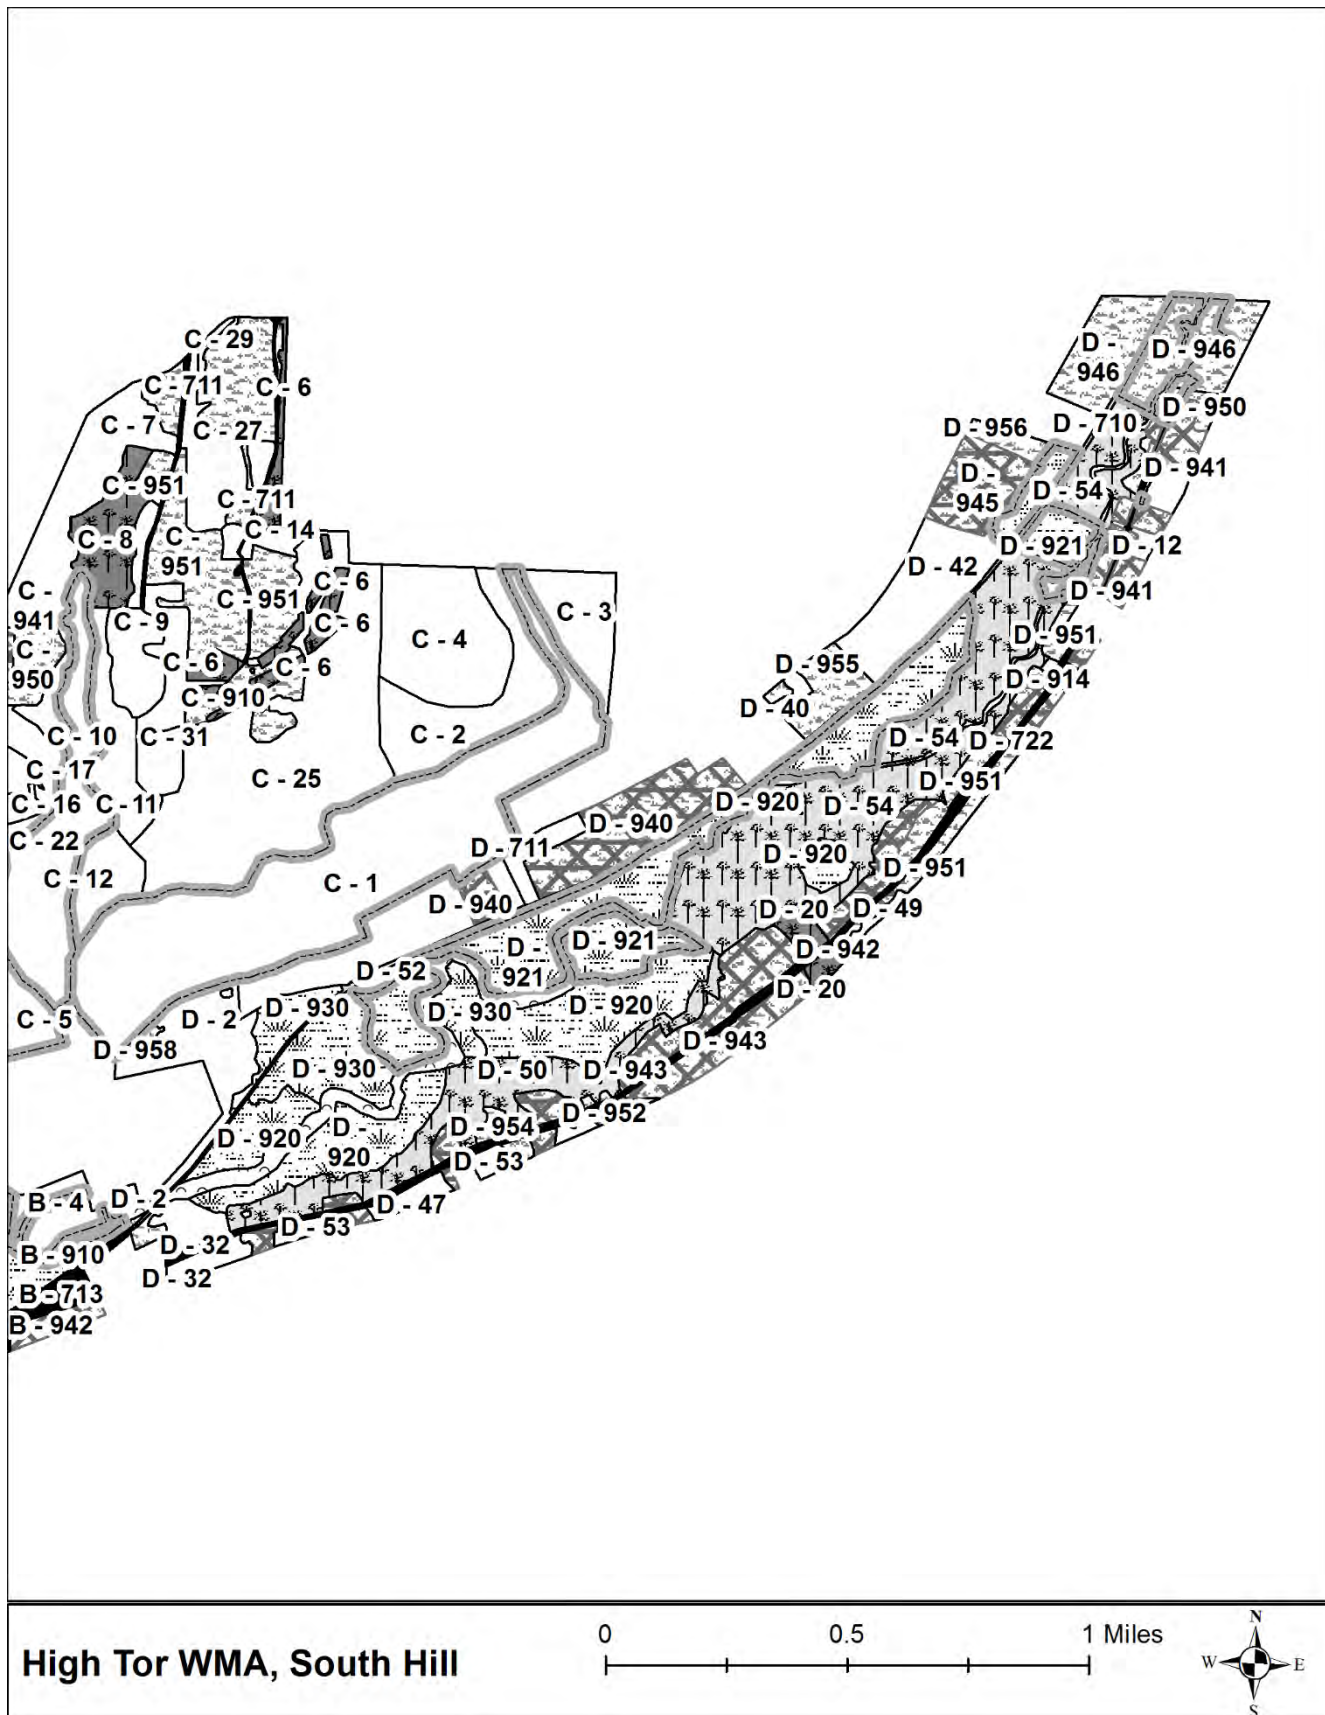 D -
946
D - 946
C - 29
C - 711
C - 6
D - 950
C - 7
C - 27
D - 956
D - 710
D - 941
C - 951
D -
945
D - 54
C - 711
C - 14
C - 8
C -
951
D - 921
D - 12
D - 42
C - 6
D - 941
C -
941
C - 951
C - 3
C - 9
C - 6
C - 4
D - 951
C -
950
C - 6
C - 6
D - 955
D - 914
C - 910
D - 40
C - 10
C - 31
C - 2
D - 54
D - 722
C - 17
C - 25
D - 951
C - 16
C - 11
D - 920
D - 54
C - 22
D - 940
D - 711
D - 920
C - 12
C - 1
D - 951
D - 940
D - 20
D - 49
D -
921
D - 921
D - 942
D - 52
D - 20
D - 930
D - 930
D - 920
C - 5
D - 2
D - 958
D - 943
D - 930
D - 50
D - 943
D - 952
D - 920
D -
920
D - 954
D - 53
B - 4
D - 2
D - 47
D - 53
D - 32
B - 910
D - 32
B - 713
B - 942
High Tor WMA, South Hill
0
0.5
1 Miles
N
W
E
S